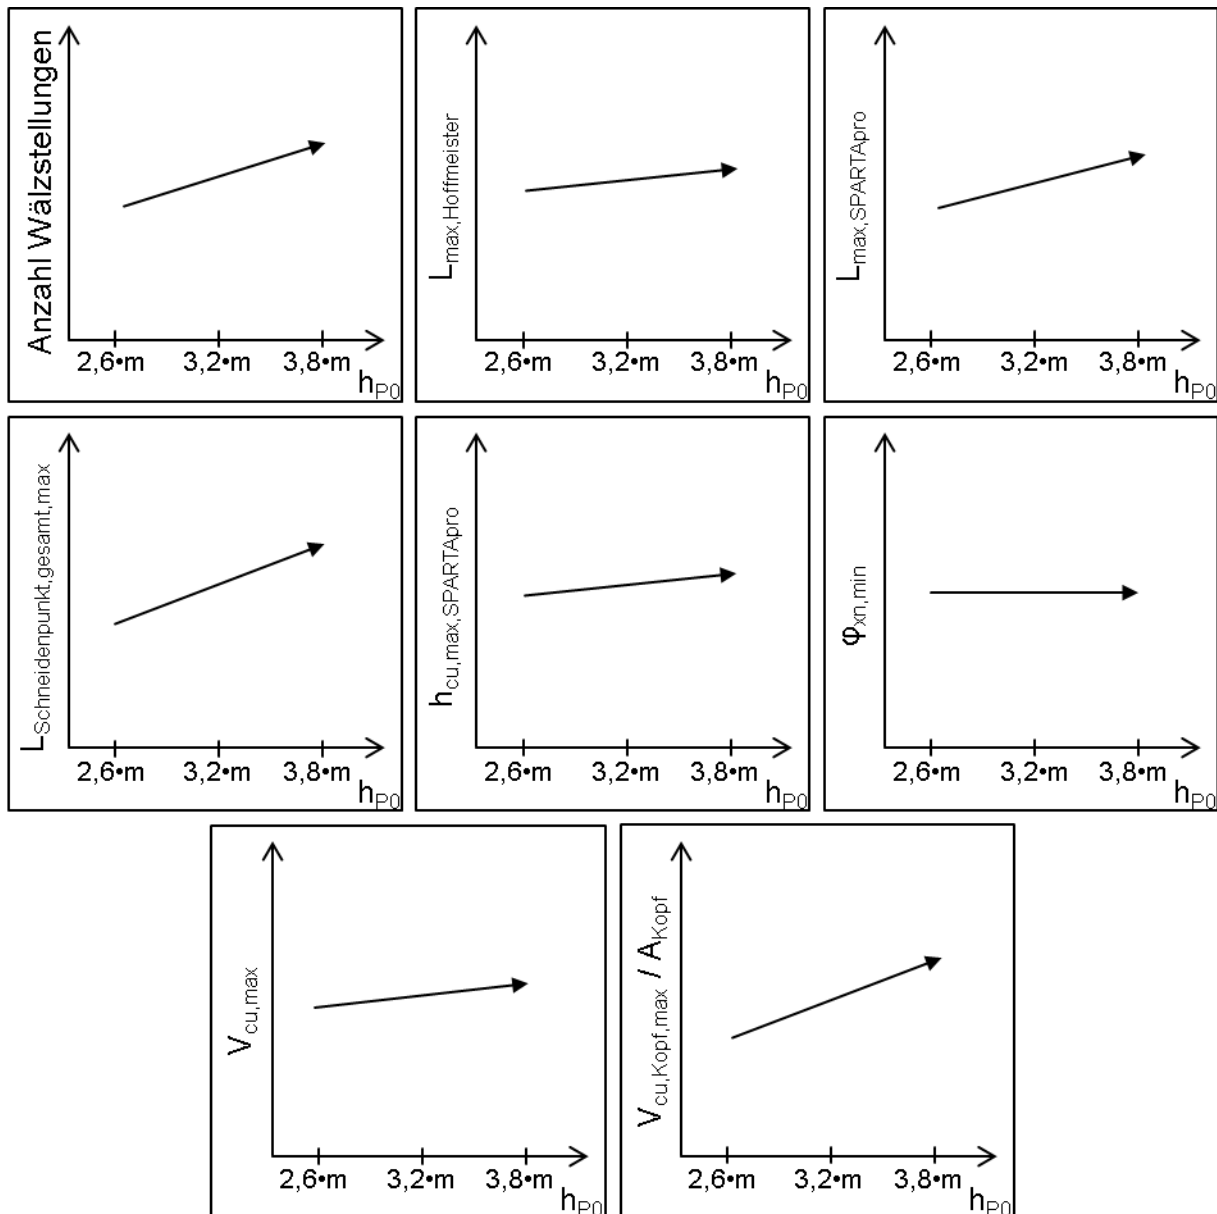 Anzahl Wälzstellungen
2,6•m 3,2•m 3,8•m
hP0
Lmax,Hoffmeister
2,6•m 3,2•m 3,8•m
hP0
Lmax,SPARTApro
2,6•m 3,2•m 3,8•m
hP0
LSchneidenpunkt,gesamt,max
2,6•m 3,2•m 3,8•m
hP0
hcu,max,SPARTApro
2,6•m 3,2•m 3,8•m
hP0
φxn,min
2,6•m 3,2•m 3,8•m
hP0
Vcu,max
2,6•m 3,2•m 3,8•m
hP0
Vcu,Kopf,max / AKopf
2,6•m 3,2•m 3,8•m
hP0